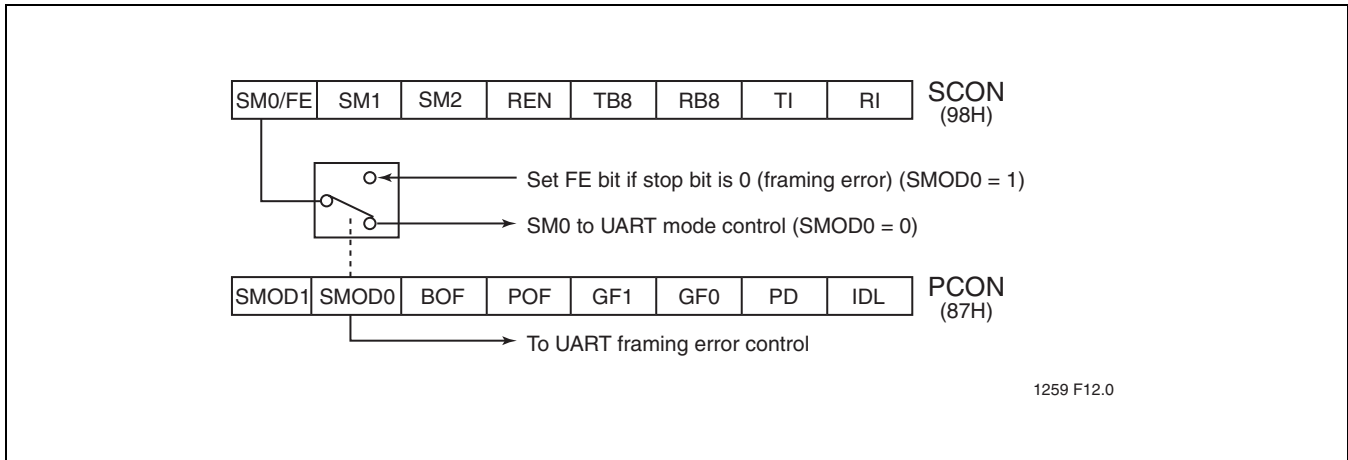 SM0/FE SM1 SM2 REN TB8 RB8 TI RI SCON
(98H)
Set FE bit if stop bit is 0 (framing error) (SMOD0 = 1)
SM0 to UART mode control (SMOD0 = 0)
SMOD1 SMOD0 BOF POF GF1 GF0 PD IDL PCON
(87H)
To UART framing error control
1259 F12.0